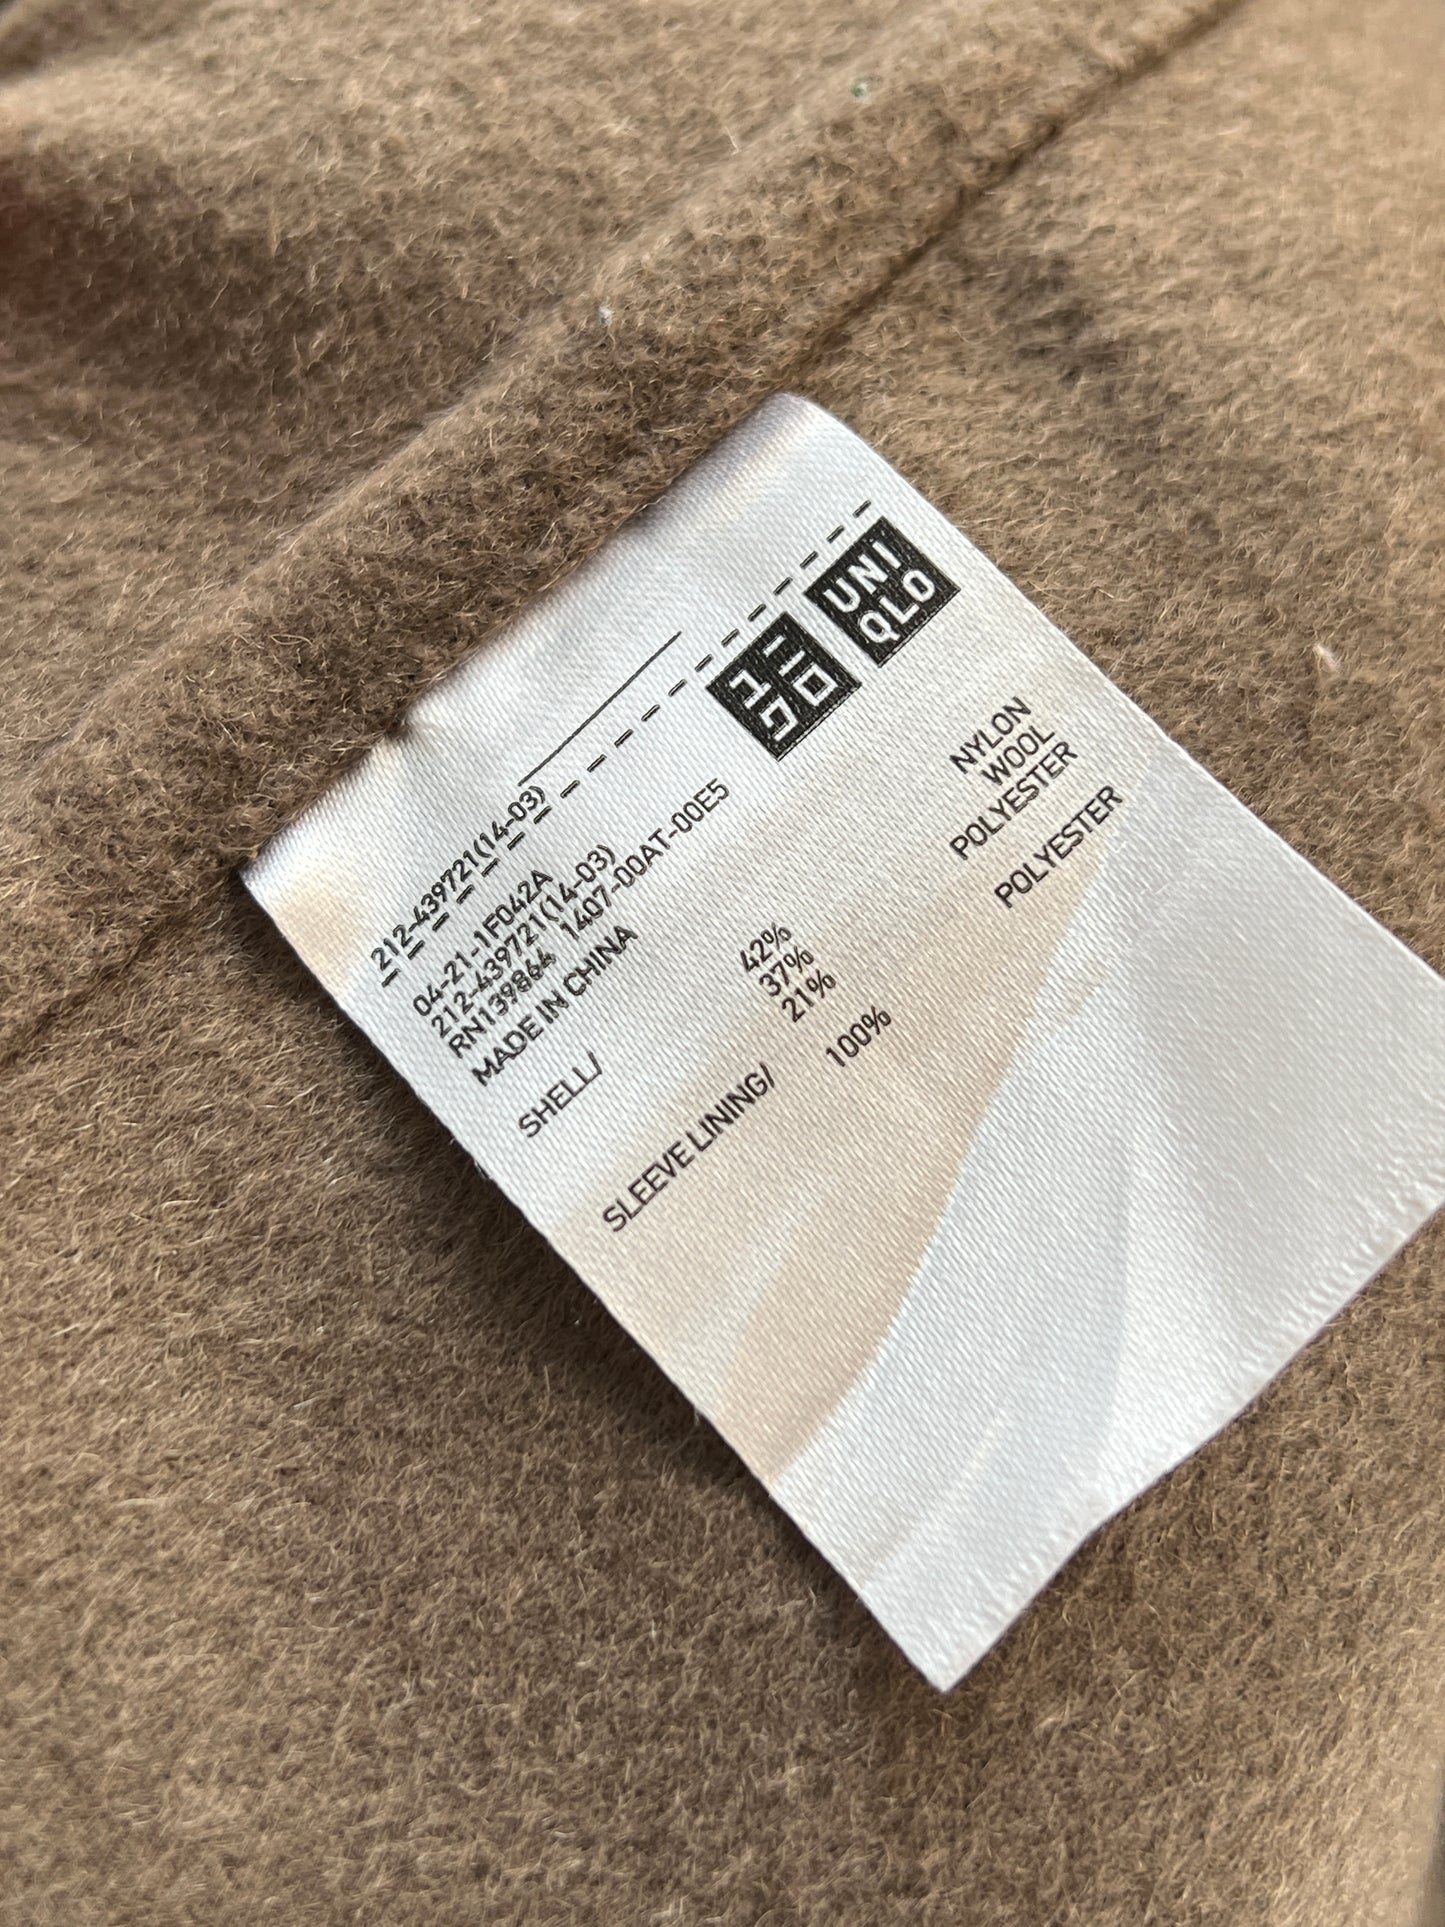 ユニ
クロ
UNI
QLO
212-439721(14-03)
04-21-1F042A
212-439721(14-03)
RN139864 1407-00AT-00E5
MADE IN CHINA
SHELL/ 42% NYLON
37% WOOL
21% POLYESTER
SLEEVE LINING/ 100% POLYESTER